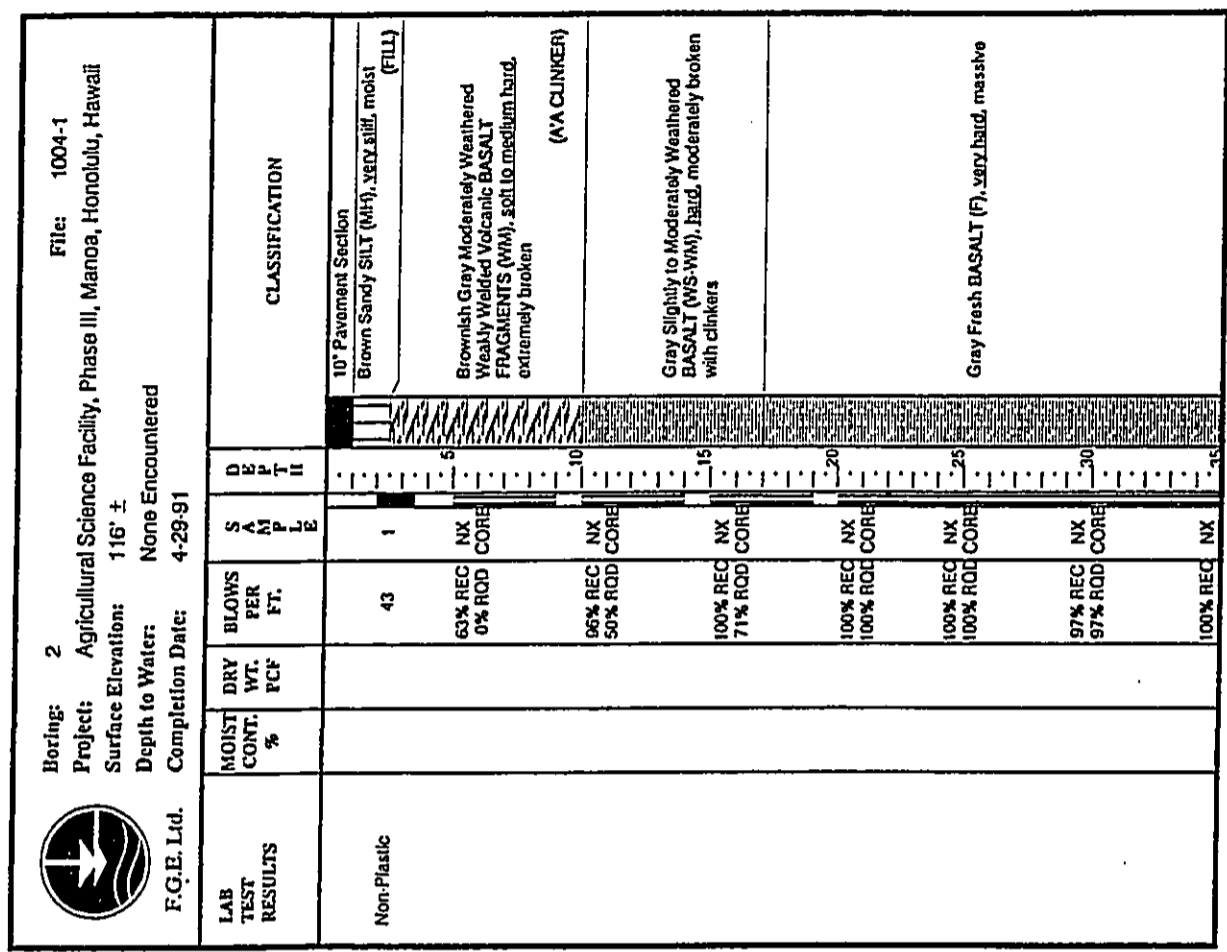 F.G.E. Ltd.
Boring: 2 File: 1004-1
Project: Agricultural Science Facility, Phase III, Manoa, Honolulu, Hawaii
Surface Elevation: 116' ±
Depth to Water: None Encountered
Completion Date: 4-29-91
LAB
TEST
RESULTS
MOIST
CONT.
%
DRY
WT.
PCF
BLOWS
PER
FT.
SAMPLE
DEPTH
CLASSIFICATION
10" Pavement Section
Non-Plastic 43 1
Brown Sandy SILT (MH), very stiff, moist
(FILL)
5
63% REC NX
0% RQD CORE
Brownish Gray Moderately Weathered
Weakly Welded Volcanic BASALT
FRAGMENTS (WM), soft to medium hard,
extremely broken
(A'A CLINKER)
10
96% REC NX
50% RQD CORE
Gray Slightly to Moderately Weathered
BASALT (WS-WM), hard, moderately broken
with clinkers
15
100% REC NX
71% RQD CORE
20
100% REC NX
100% RQD CORE
25
100% REC NX
100% RQD CORE
Gray Fresh BASALT (F), very hard, massive
30
97% REC NX
97% RQD CORE
35
100% REC NX